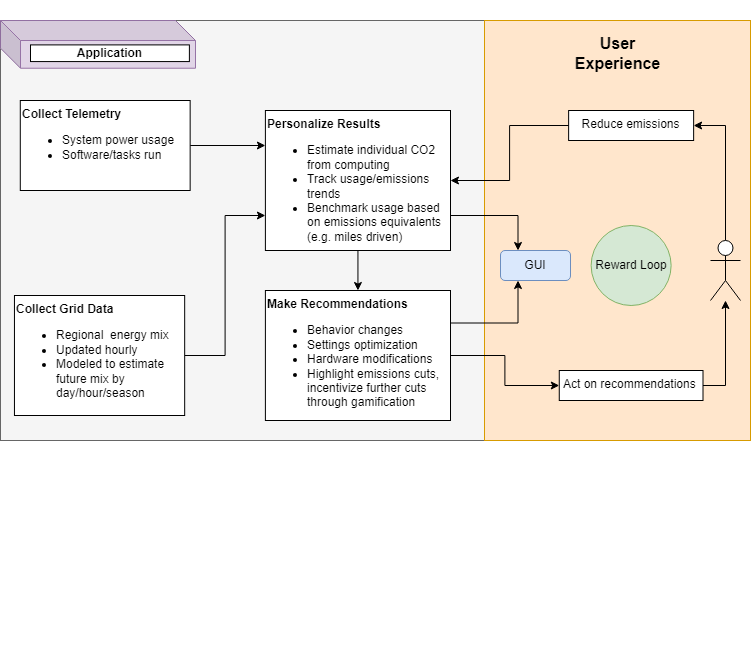 Application
User
Experience
Collect Telemetry
System power usage
Software/tasks run
Personalize Results
Estimate individual CO2
from computing
Track usage/emissions
trends
Benchmark usage based
on emissions equivalents
(e.g. miles driven)
Reduce emissions
GUI
Reward Loop
Collect Grid Data
Regional  energy mix
Updated hourly
Modeled to estimate
future mix by
day/hour/season
Make Recommendations
Behavior changes
Settings optimization
Hardware modifications
Highlight emissions cuts,
incentivize further cuts
through gamification
Act on recommendations